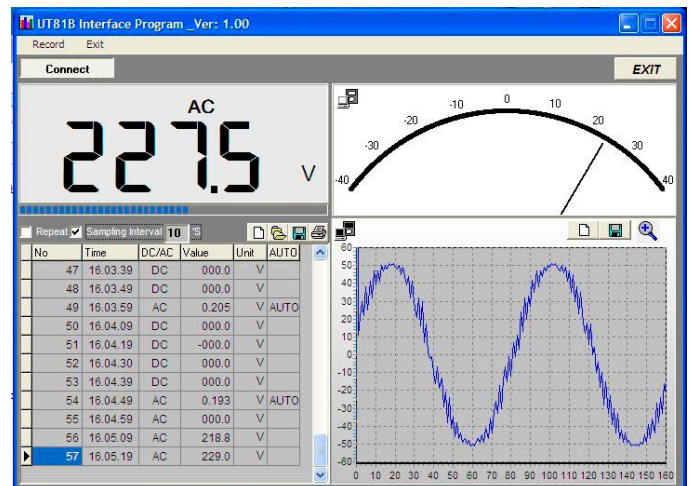 UT81B Interface Program _Ver: 1.00
Record Exit
Connect EXIT
AC
227.5 V
-40 -30 -20 -10 0 10 20 30 40
Repeat Sampling Interval 10 'S
No Time DC/AC Value Unit AUTO
47 16.03.39 DC 000.0 V
48 16.03.49 DC 000.0 V
49 16.03.59 AC 0.205 V AUTO
50 16.04.09 DC 000.0 V
51 16.04.19 DC -000.0 V
52 16.04.30 DC 000.0 V
53 16.04.39 DC 000.0 V
54 16.04.49 AC 0.193 V AUTO
55 16.04.59 AC 000.0 V
56 16.05.09 AC 218.8 V
57 16.05.19 AC 229.0 V
60
50
40
30
20
10
0
-10
-20
-30
-40
-50
-60
0 10 20 30 40 50 60 70 80 90 100 110 120 130 140 150 160